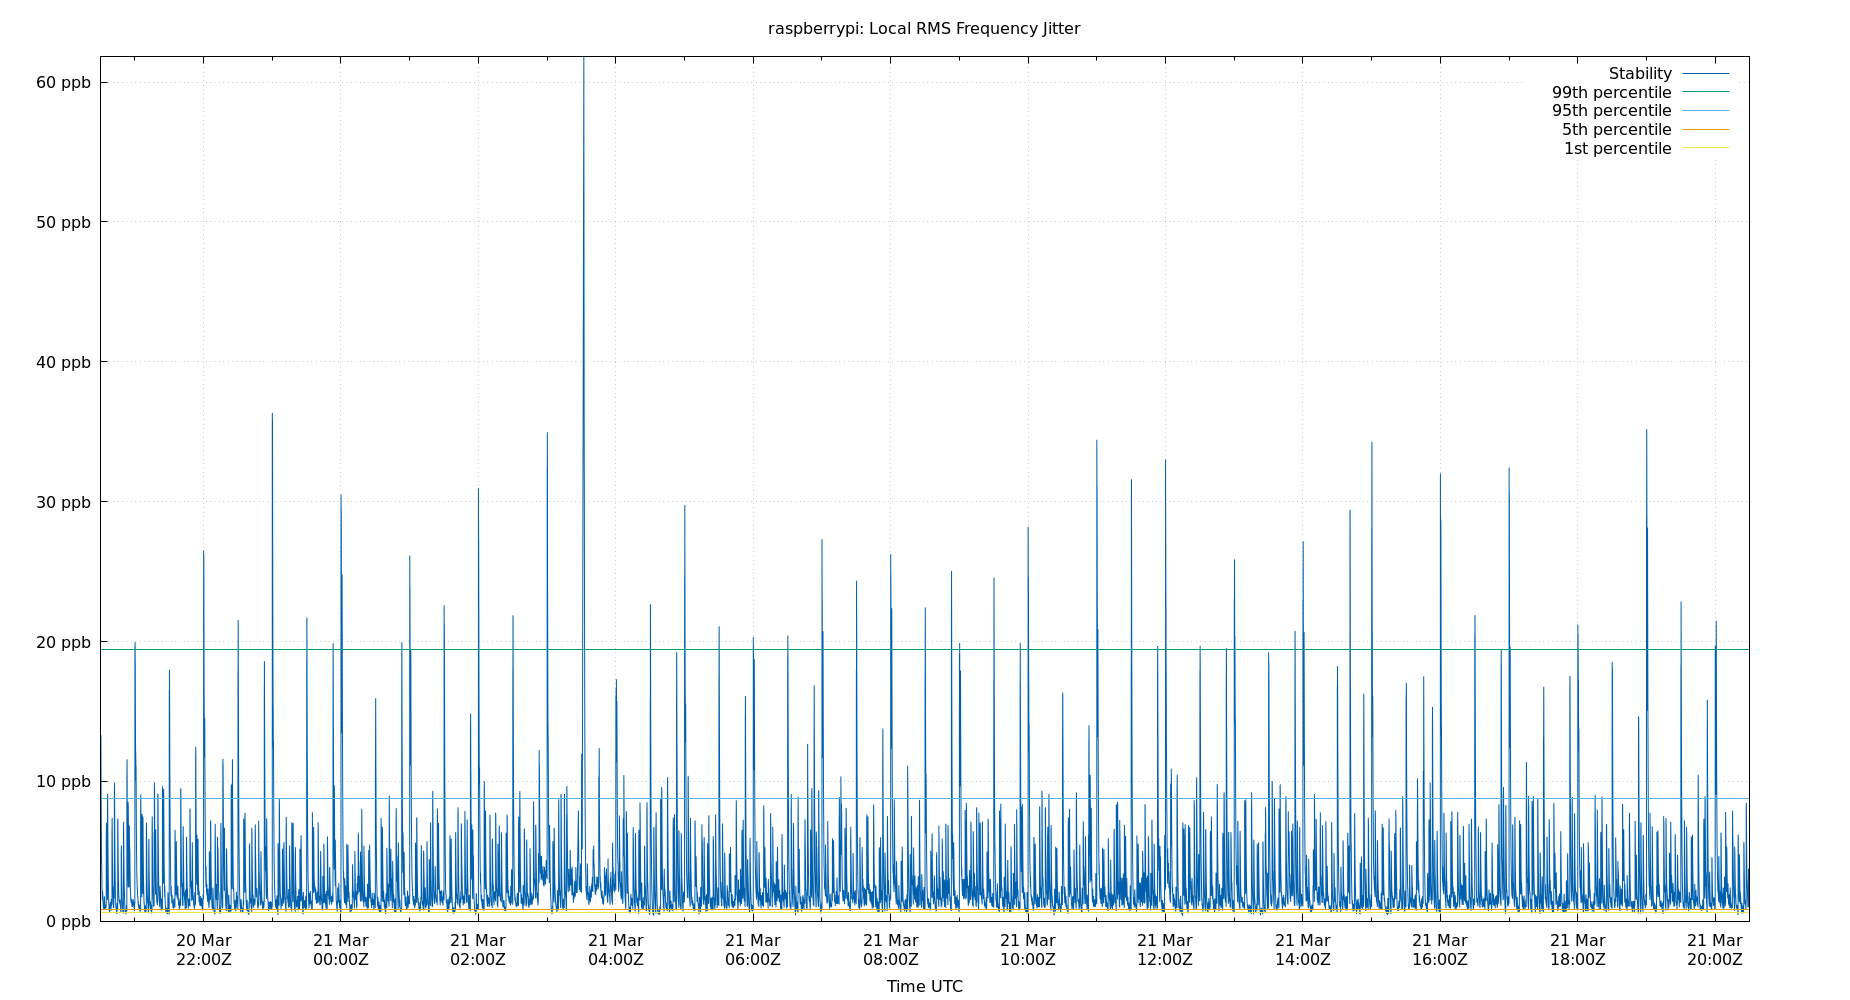 raspberrypi: Local RMS Frequency Jitter
Stability
99th percentile
95th percentile
5th percentile
1st percentile
60 ppb
50 ppb
40 ppb
30 ppb
20 ppb
10 ppb
0 ppb
20 Mar 21 Mar 21 Mar 21 Mar 21 Mar 21 Mar 21 Mar 21 Mar 21 Mar 21 Mar 21 Mar 21 Mar
22:00Z 00:00Z 02:00Z 04:00Z 06:00Z 08:00Z 10:00Z 12:00Z 14:00Z 16:00Z 18:00Z 20:00Z
Time UTC